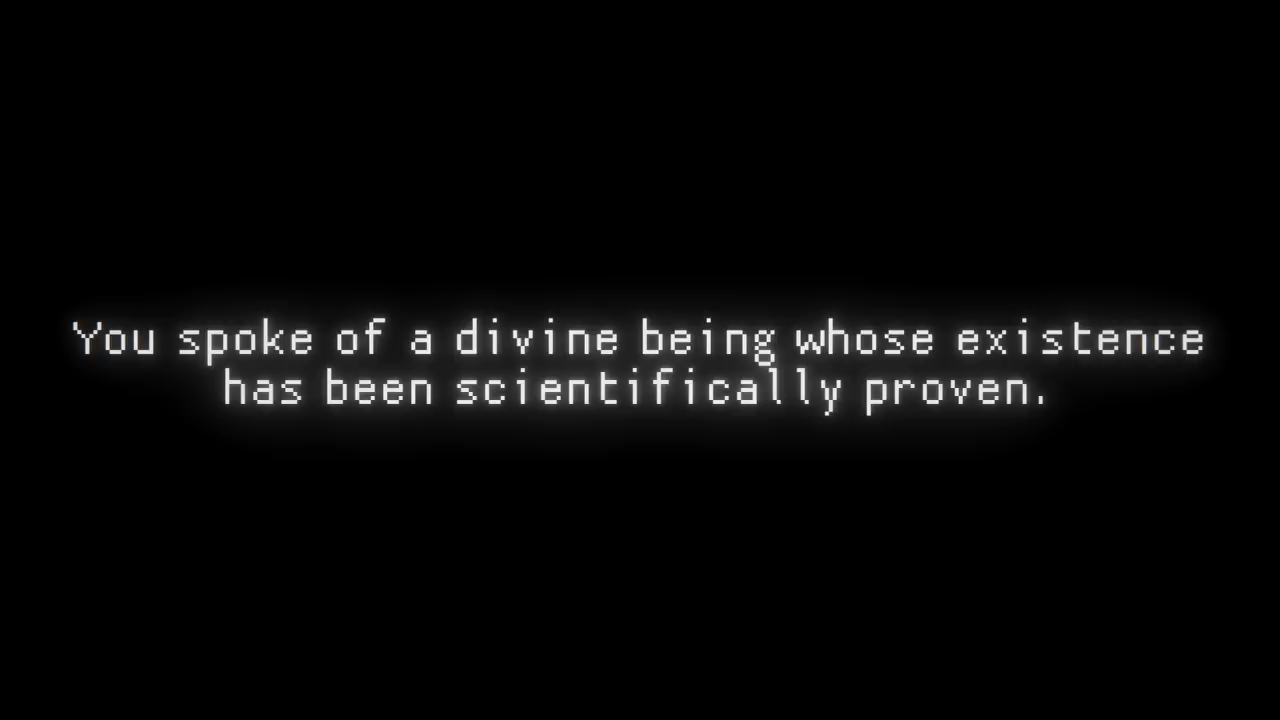 You spoke of a divine being whose existence
has been scientifically proven.